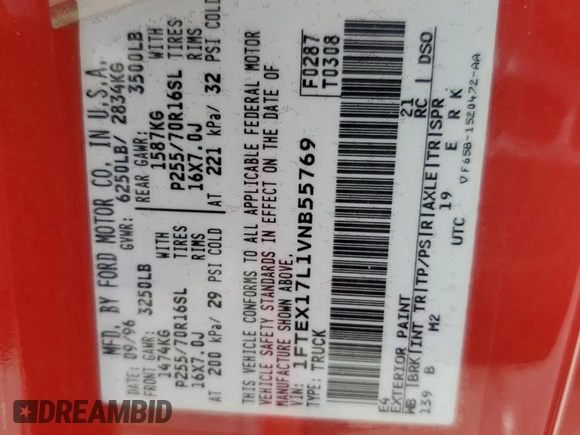 MFD. BY FORD MOTOR CO. IN U.S.A.
DATE: 09/96 GVWR: 6250LB/ 2834KG
FRONT GAWR: 3250LB REAR GAWR: 3500LB
1474KG 1587KG
P255/70R16SL TIRES P255/70R16SL TIRES
16X7.0J RIMS 16X7.0J RIMS
AT 200 kPa/ 29 PSI COLD AT 221 kPa/ 32 PSI COLD
THIS VEHICLE CONFORMS TO ALL APPLICABLE FEDERAL MOTOR
VEHICLE SAFETY STANDARDS IN EFFECT ON THE DATE OF
MANUFACTURE SHOWN ABOVE.
VIN: 1FTEX17L1VNB55769 F0287
TYPE: TRUCK T0308
E4 21
EXTERIOR PAINT RC DSO
WB BRK INT TR TP/PS R AXLE TR SPR
139 B M2 19 E R K
UTC ▽F65B-1520472-AA
DREAMBID